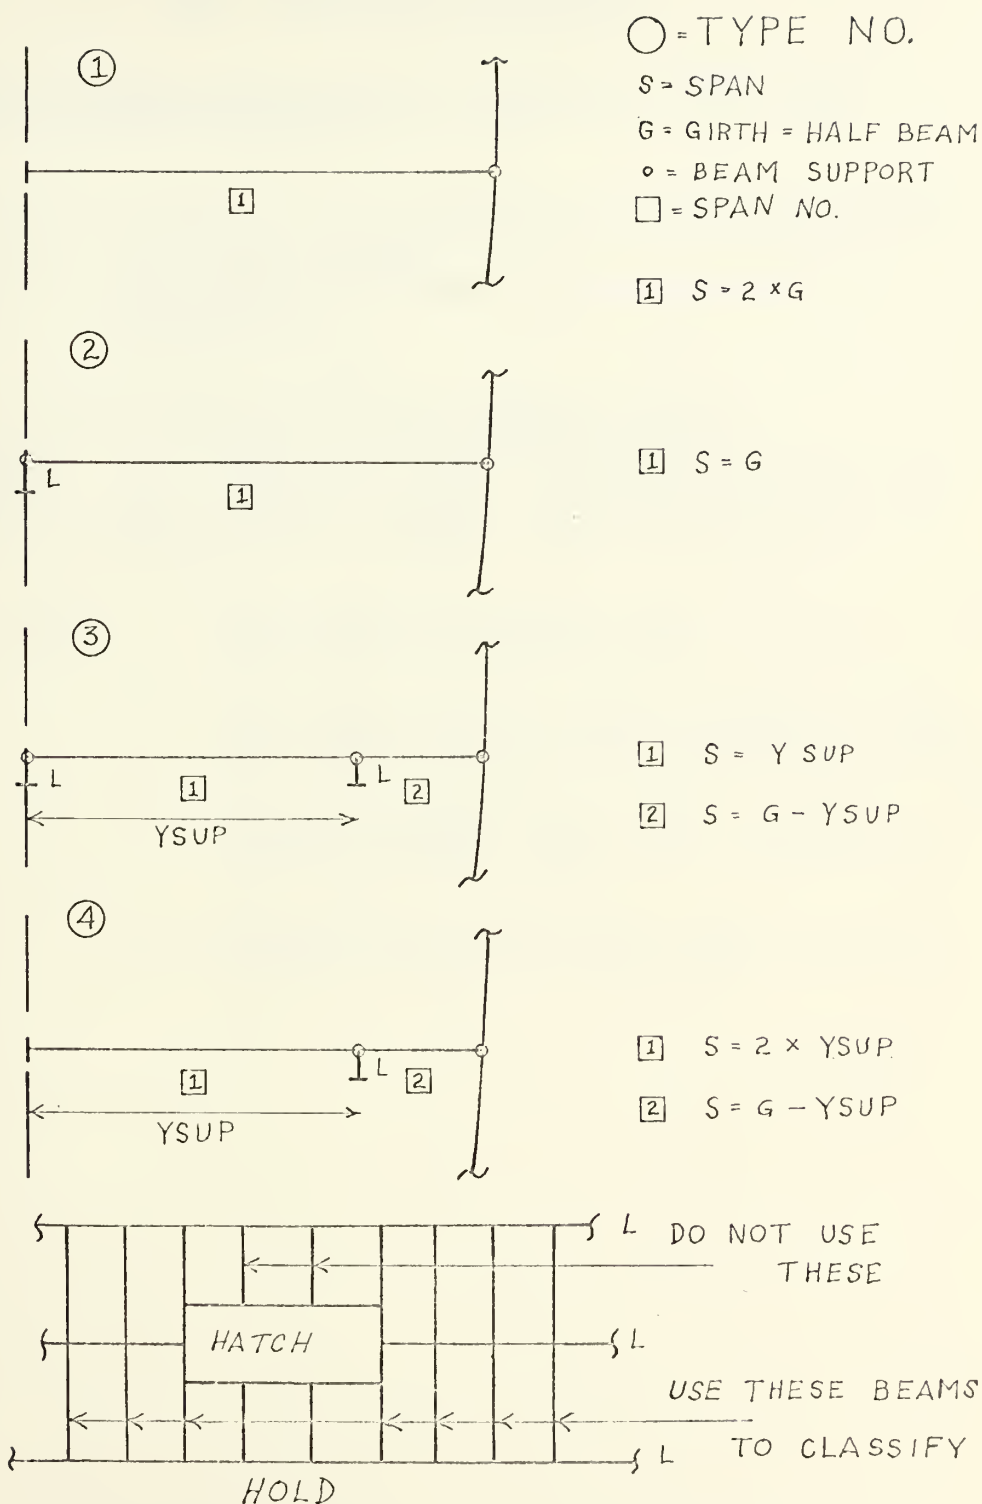 ○ = TYPE NO.
S = SPAN
G = GIRTH = HALF BEAM
o = BEAM SUPPORT
□ = SPAN NO.
1
1
1 S = 2 × G
2
L
1
1 S = G
3
L
1
L
2
YSUP
1 S = Y SUP
2 S = G - YSUP
4
1
L
2
YSUP
1 S = 2 × YSUP
2 S = G - YSUP
L
DO NOT USE
THESE
HATCH
L
USE THESE BEAMS
TO CLASSIFY
L
HOLD